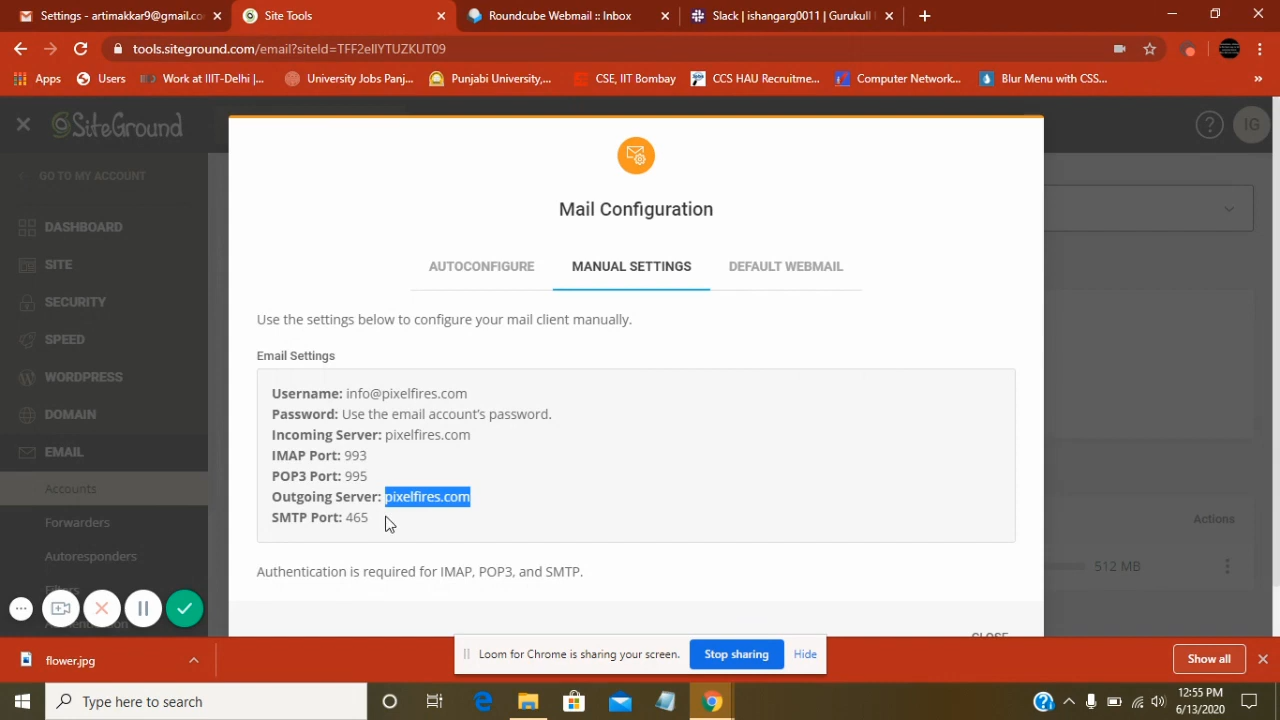 Settings - artimakkar9@gmail.co
Site Tools
Roundcube Webmail :: Inbox
Slack | ishangarg0011 | Gurukull
tools.siteground.com/email?siteId=TFF2ellYTUZKUT09
Apps
Users
Work at IIIT-Delhi |...
University Jobs Panj...
Punjabi University,...
CSE, IIT Bombay
CCS HAU Recruitme...
Computer Network...
Blur Menu with CSS...
SiteGround
IG
GO TO MY ACCOUNT
DASHBOARD
SITE
SECURITY
SPEED
WORDPRESS
DOMAIN
EMAIL
Accounts
Forwarders
Autoresponders
Filters
Mail Configuration
AUTOCONFIGURE
MANUAL SETTINGS
DEFAULT WEBMAIL
Use the settings below to configure your mail client manually.
Email Settings
Username: info@pixelfires.com
Password: Use the email account's password.
Incoming Server: pixelfires.com
IMAP Port: 993
POP3 Port: 995
Outgoing Server: pixelfires.com
SMTP Port: 465
Authentication is required for IMAP, POP3, and SMTP.
CLOSE
Actions
512 MB
Loom for Chrome is sharing your screen.
Stop sharing
Hide
flower.jpg
Show all
Type here to search
12:55 PM
6/13/2020